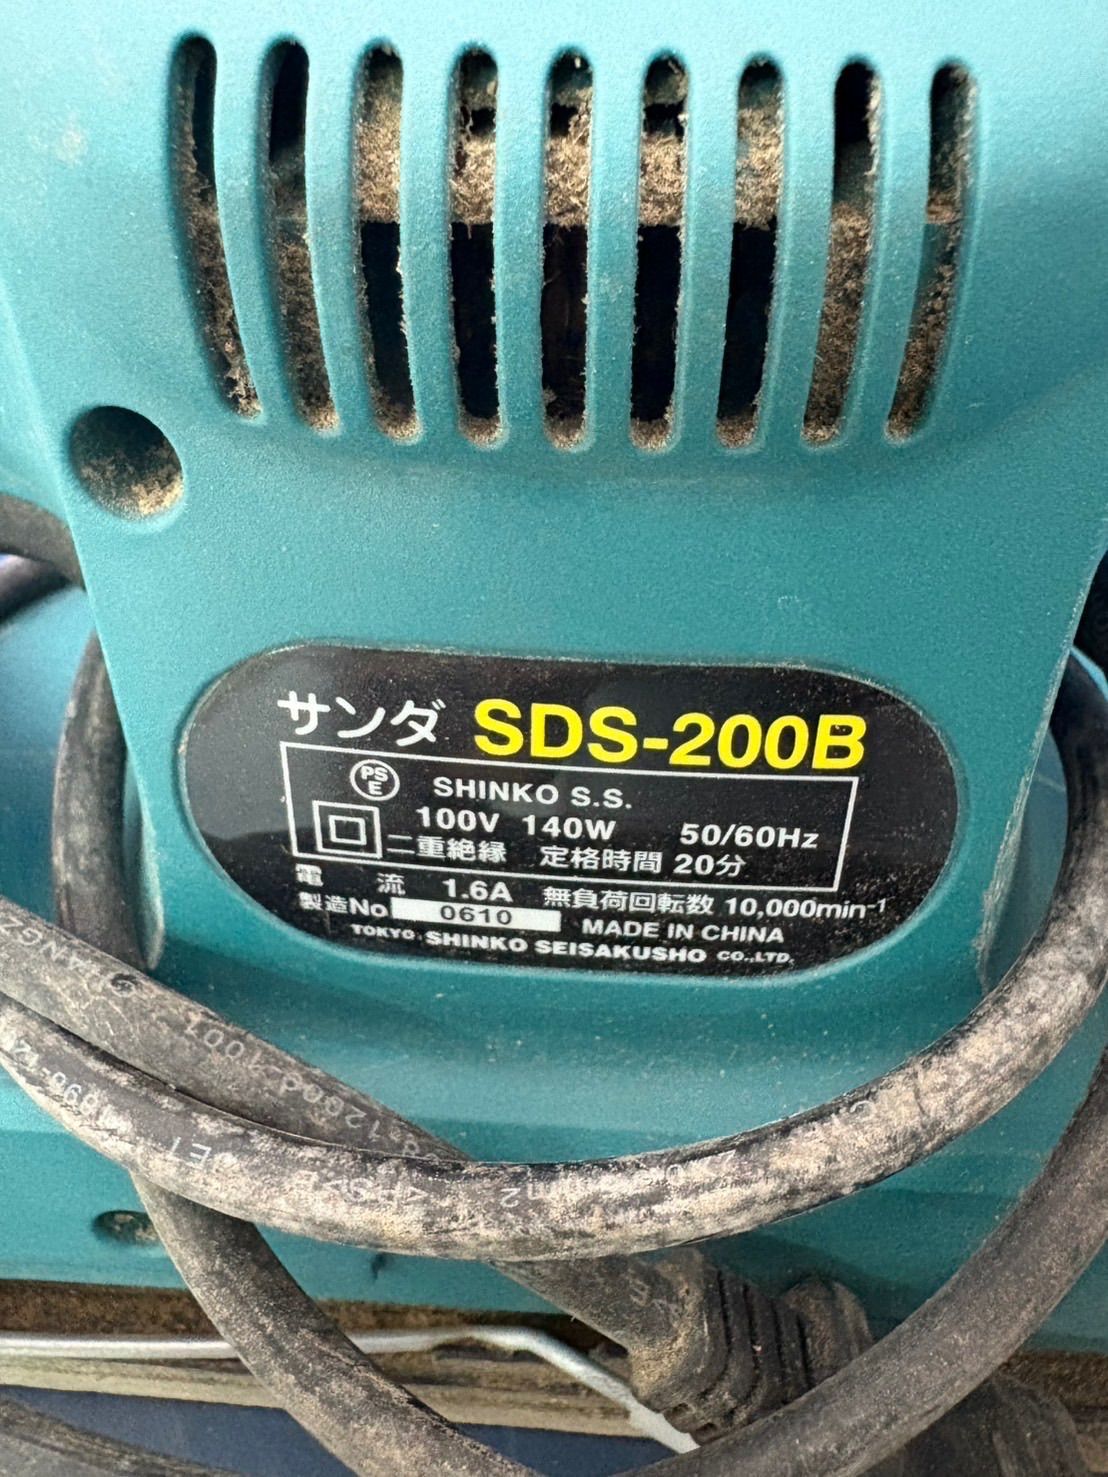 サンダ SDS-200B
PS E SHINKO S.S.
100V 140W 50/60Hz
二重絶縁 定格時間 20分
電 流 1.6A 無負荷回転数 10,000min-1
製造No 0610 MADE IN CHINA
TOKYO SHINKO SEISAKUSHO CO.,LTD.